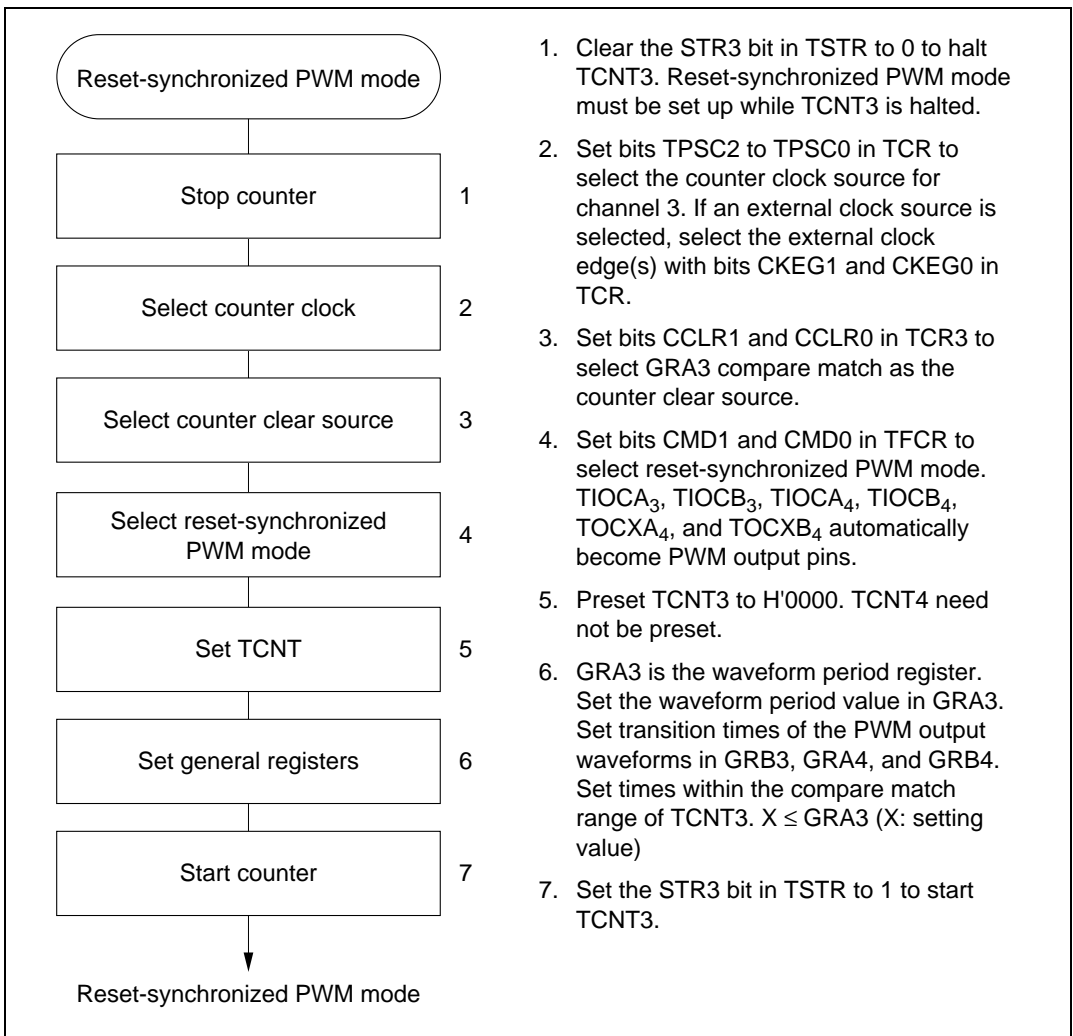 Reset-synchronized PWM mode
Stop counter
1
Select counter clock
2
Select counter clear source
3
Select reset-synchronized
PWM mode
4
Set TCNT
5
Set general registers
6
Start counter
7
Reset-synchronized PWM mode
1. Clear the STR3 bit in TSTR to 0 to halt
TCNT3. Reset-synchronized PWM mode
must be set up while TCNT3 is halted.
2. Set bits TPSC2 to TPSC0 in TCR to
select the counter clock source for
channel 3. If an external clock source is
selected, select the external clock
edge(s) with bits CKEG1 and CKEG0 in
TCR.
3. Set bits CCLR1 and CCLR0 in TCR3 to
select GRA3 compare match as the
counter clear source.
4. Set bits CMD1 and CMD0 in TFCR to
select reset-synchronized PWM mode.
TIOCA3, TIOCB3, TIOCA4, TIOCB4,
TOCXA4, and TOCXB4 automatically
become PWM output pins.
5. Preset TCNT3 to H'0000. TCNT4 need
not be preset.
6. GRA3 is the waveform period register.
Set the waveform period value in GRA3.
Set transition times of the PWM output
waveforms in GRB3, GRA4, and GRB4.
Set times within the compare match
range of TCNT3. X ≤ GRA3 (X: setting
value)
7. Set the STR3 bit in TSTR to 1 to start
TCNT3.